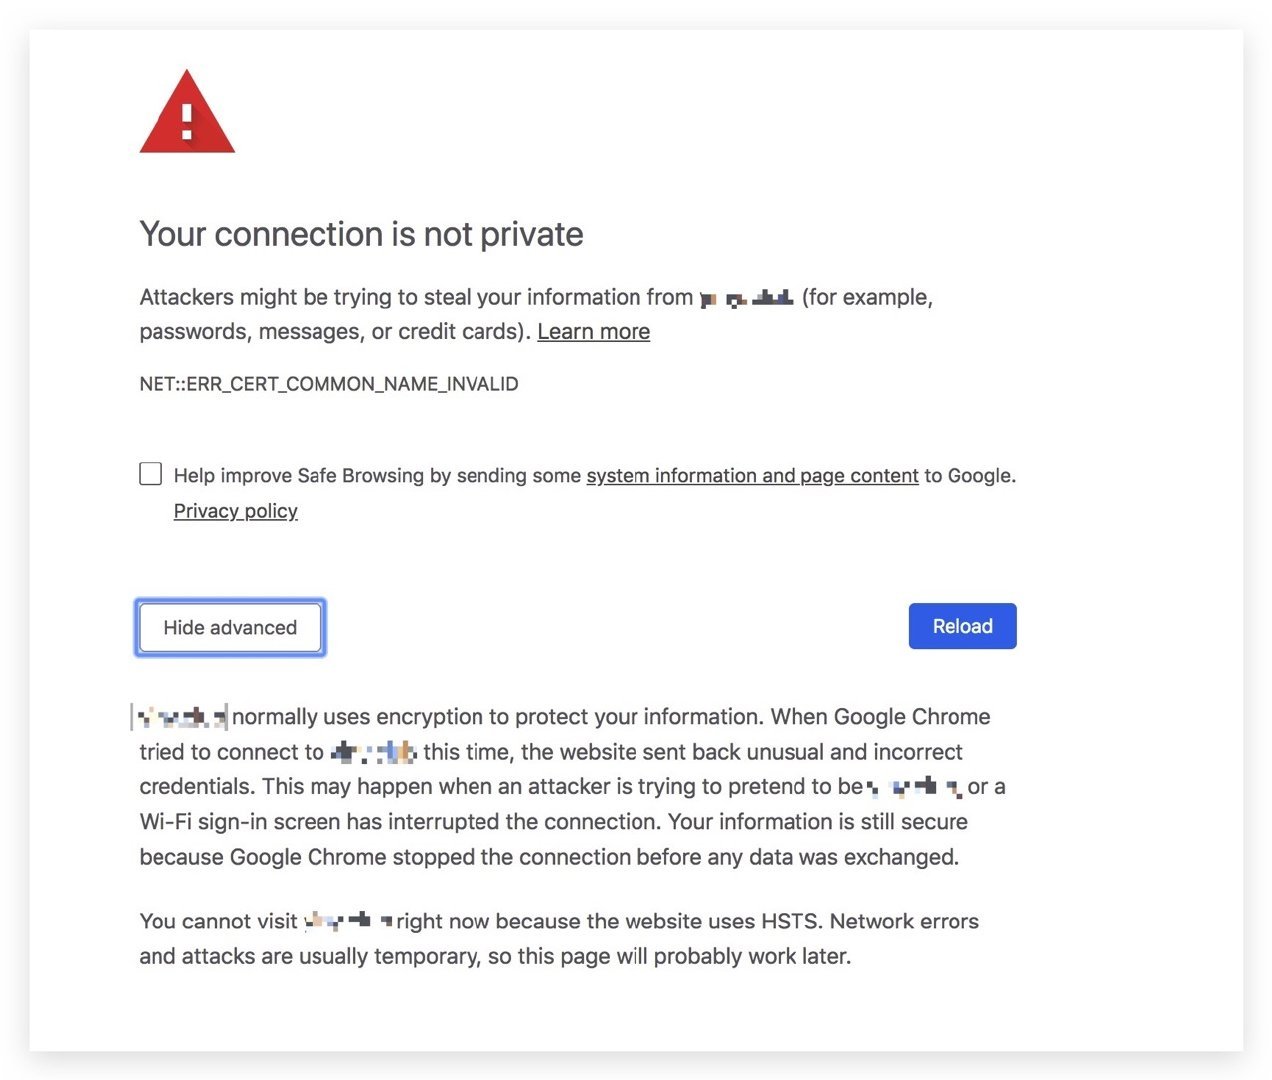 Your connection is not private
Attackers might be trying to steal your information from (for example,
passwords, messages, or credit cards). Learn more
NET::ERR_CERT_COMMON_NAME_INVALID
Help improve Safe Browsing by sending some system information and page content to Google.
Privacy policy
Hide advanced
Reload
normally uses encryption to protect your information. When Google Chrome
tried to connect to this time, the website sent back unusual and incorrect
credentials. This may happen when an attacker is trying to pretend to be or a
Wi-Fi sign-in screen has interrupted the connection. Your information is still secure
because Google Chrome stopped the connection before any data was exchanged.
You cannot visit right now because the website uses HSTS. Network errors
and attacks are usually temporary, so this page will probably work later.